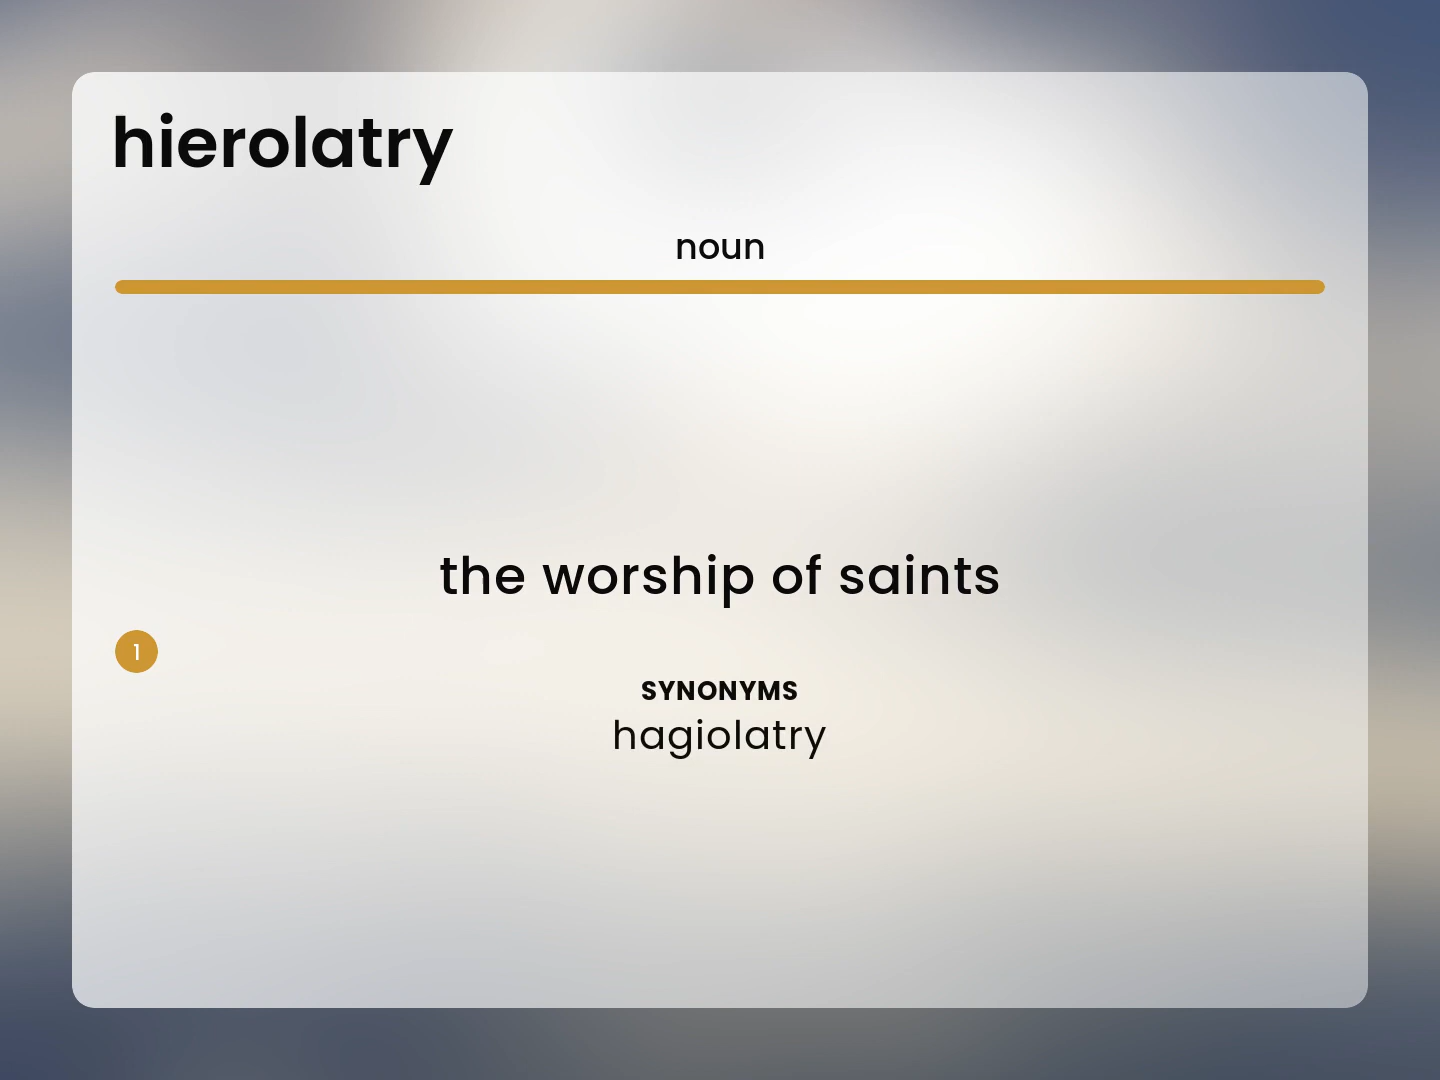 hierolatry
noun
the worship of saints
1
SYNONYMS
hagiolatry